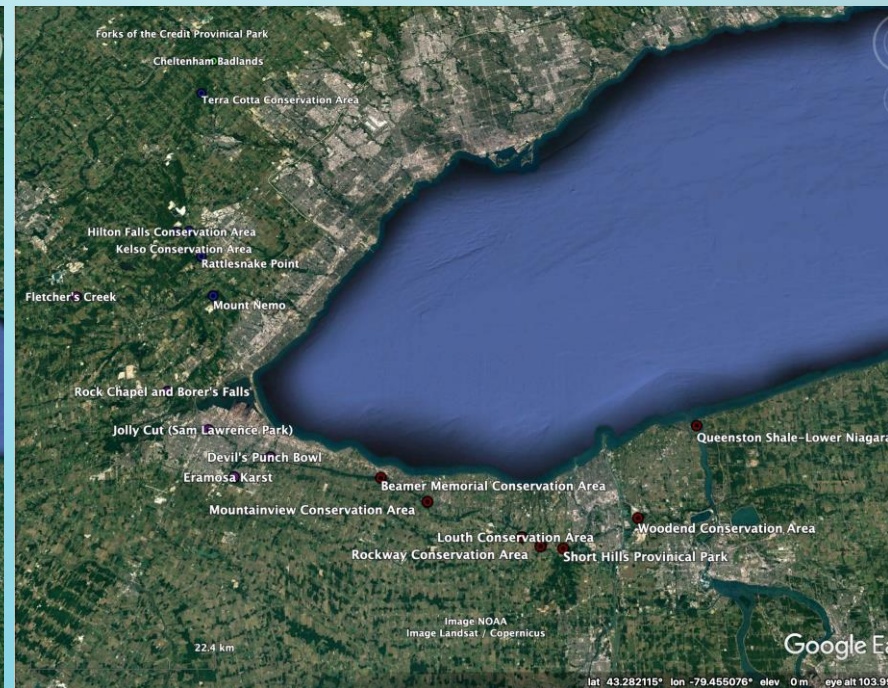 Forks of the Credit Provinical Park
Cheltenham Badlands
Terra Cotta Conservation Area
Hilton Falls Conservation Area
Kelso Conservation Area
Rattlesnake Point
Fletcher's Creek
Mount Nemo
Rock Chapel and Borer's Falls
Jolly Cut (Sam Lawrence Park)
Queenston Shale-Lower Niagara
Devil's Punch Bowl
Eramosa Karst
Beamer Memorial Conservation Area
Mountainview Conservation Area
Woodend Conservation Area
Louth Conservation Area
Rockway Conservation Area
Short Hills Provinical Park
Image NOAA
Image Landsat / Copernicus
22.4 km
Google Ea
lat 43.282115° lon -79.455076° elev 0 m eye alt 103.9